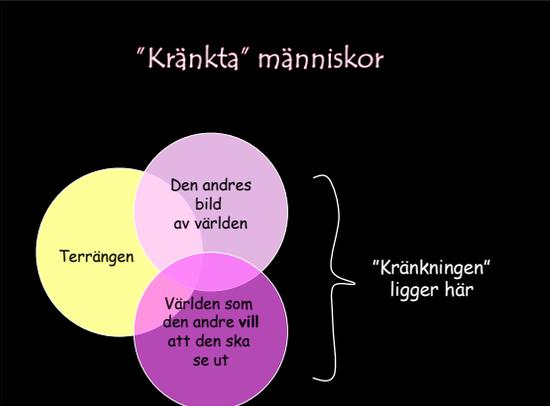 ”Kränkta” människor
Den andres
bild
av världen
Terrängen
”Kränkningen”
ligger här
Världen som
den andre vill
att den ska
se ut